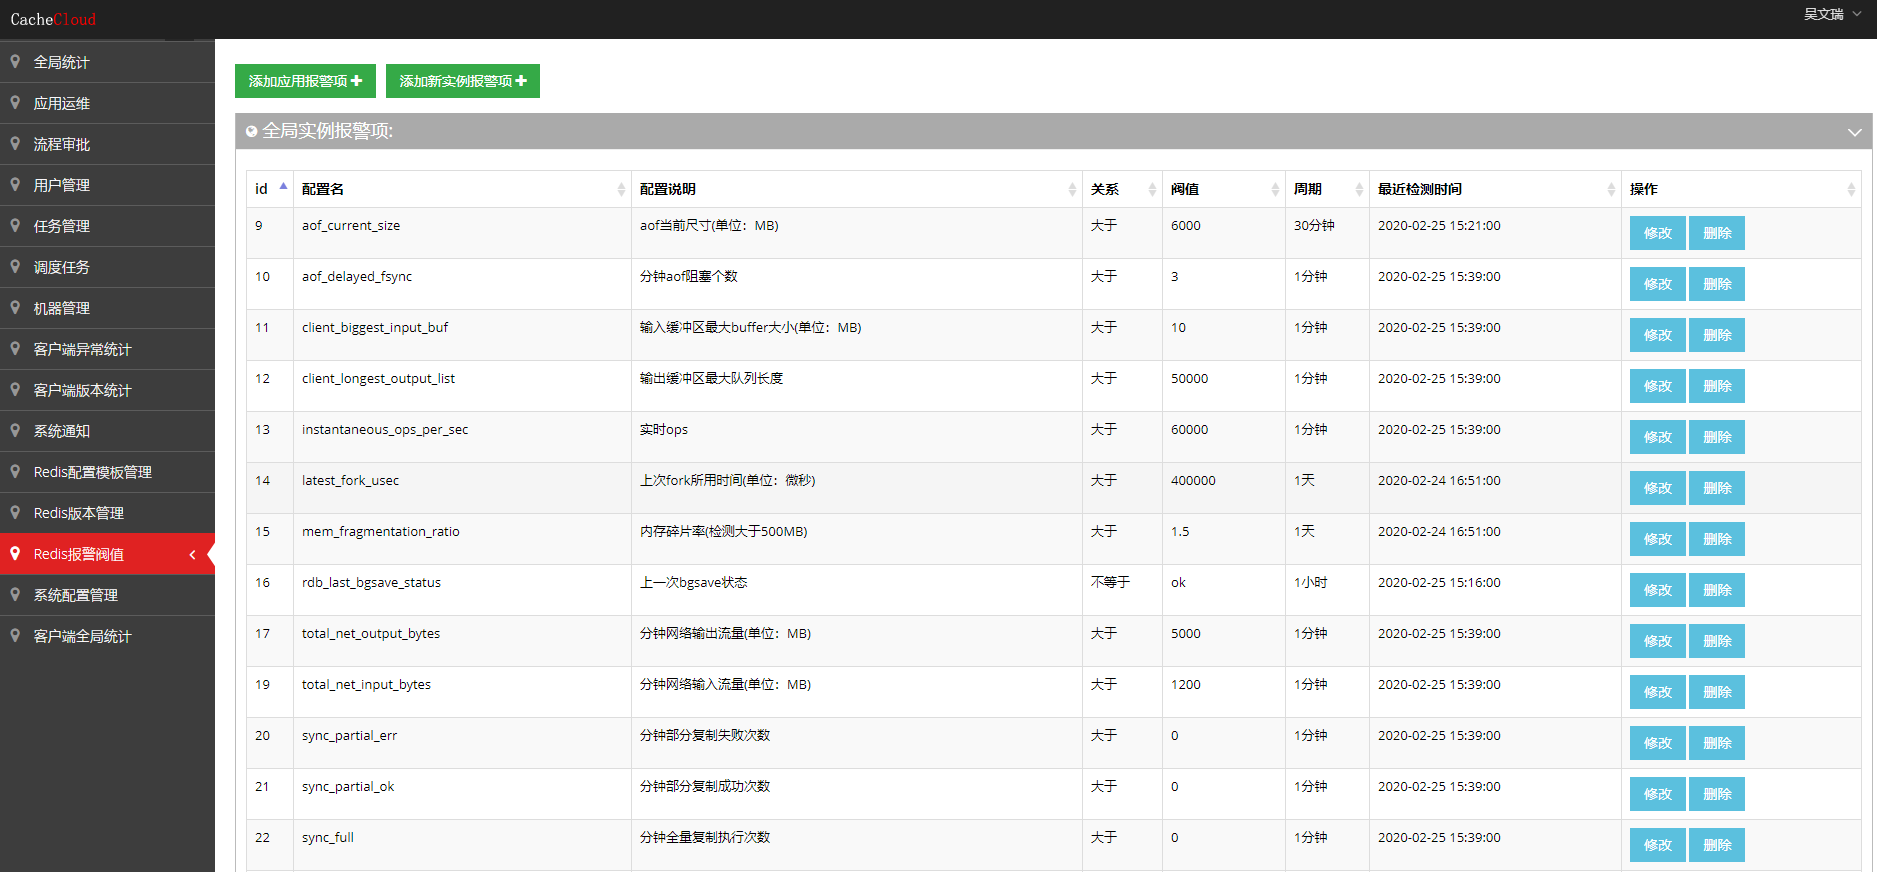 CacheCloud
吴文瑞
全局统计
应用运维
流程审批
用户管理
任务管理
调度任务
机器管理
客户端异常统计
客户端版本统计
系统通知
Redis配置模板管理
Redis版本管理
Redis报警阀值
系统配置管理
客户端全局统计
添加应用报警项 添加新实例报警项
全局实例报警项:
id 配置名 配置说明 关系 阀值 周期 最近检测时间 操作
9 aof_current_size aof当前尺寸(单位：MB) 大于 6000 30分钟 2020-02-25 15:21:00 修改 删除
10 aof_delayed_fsync 分钟aof阻塞个数 大于 3 1分钟 2020-02-25 15:39:00 修改 删除
11 client_biggest_input_buf 输入缓冲区最大buffer大小(单位：MB) 大于 10 1分钟 2020-02-25 15:39:00 修改 删除
12 client_longest_output_list 输出缓冲区最大队列长度 大于 50000 1分钟 2020-02-25 15:39:00 修改 删除
13 instantaneous_ops_per_sec 实时ops 大于 60000 1分钟 2020-02-25 15:39:00 修改 删除
14 latest_fork_usec 上次fork所用时间(单位：微秒) 大于 400000 1天 2020-02-24 16:51:00 修改 删除
15 mem_fragmentation_ratio 内存碎片率(检测大于500MB) 大于 1.5 1天 2020-02-24 16:51:00 修改 删除
16 rdb_last_bgsave_status 上一次bgsave状态 不等于 ok 1小时 2020-02-25 15:16:00 修改 删除
17 total_net_output_bytes 分钟网络输出流量(单位：MB) 大于 5000 1分钟 2020-02-25 15:39:00 修改 删除
19 total_net_input_bytes 分钟网络输入流量(单位：MB) 大于 1200 1分钟 2020-02-25 15:39:00 修改 删除
20 sync_partial_err 分钟部分复制失败次数 大于 0 1分钟 2020-02-25 15:39:00 修改 删除
21 sync_partial_ok 分钟部分复制成功次数 大于 0 1分钟 2020-02-25 15:39:00 修改 删除
22 sync_full 分钟全量复制执行次数 大于 0 1分钟 2020-02-25 15:39:00 修改 删除